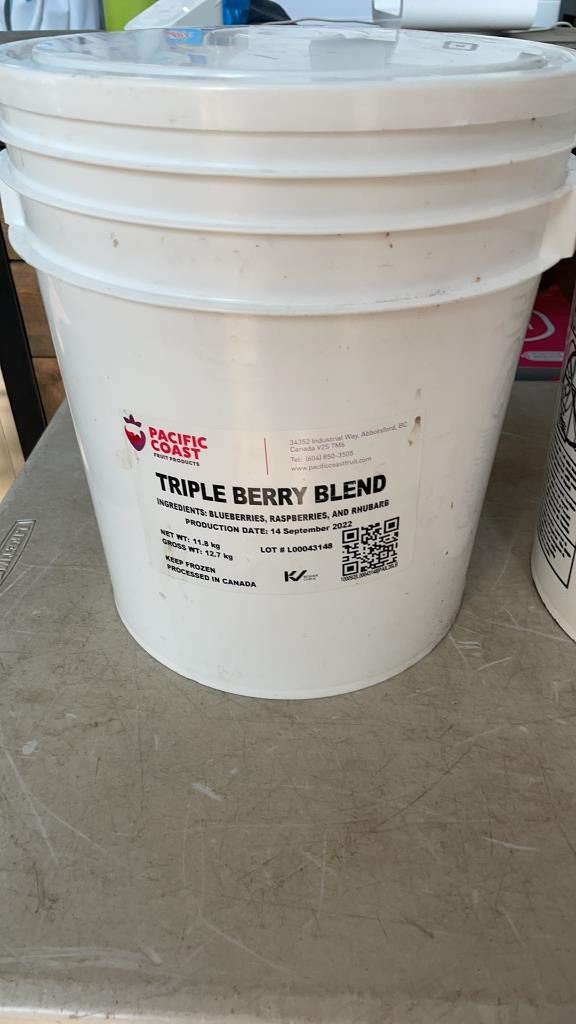 PACIFIC
COAST
FRUIT PRODUCTS
34352 Industrial Way, Abbotsford, BC
Canada V2S 7M6
Tel: (604) 850-3505
www.pacificcoastfruit.com
TRIPLE BERRY BLEND
INGREDIENTS: BLUEBERRIES, RASPBERRIES, AND RHUBARB
PRODUCTION DATE: 14 September 2022
NET WT: 11.8 kg
GROSS WT: 12.7 kg
LOT # L00043148
KEEP FROZEN
PROCESSED IN CANADA